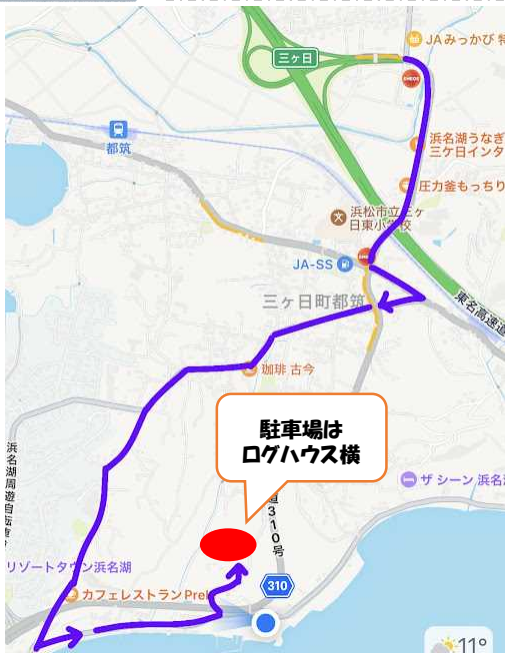 JAみっかび 特
三ヶ日
ENEOS
浜名湖うなぎ
三ケ日インタ
都筑
圧力釜もっちり
浜松市立三ヶ
日東小学校
JA-SS
三ヶ日町都筑
東名高速道
珈琲 古今
駐車場は
ログハウス横
ザ シーン 浜名湖
道310号
浜名湖周遊自転車
リゾートタウン浜名湖
カフェレストランPre
310
11°